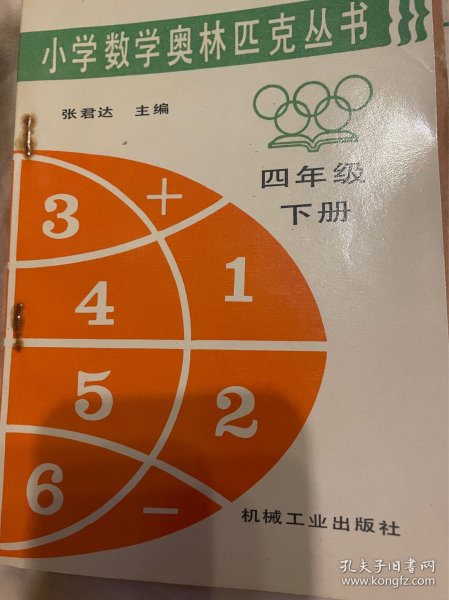 小学数学奥林匹克丛书
张君达 主编
四年级
下册
3 +
4 1
5 2
6 −
机械工业出版社
孔夫子旧书网
www.kongfz.com